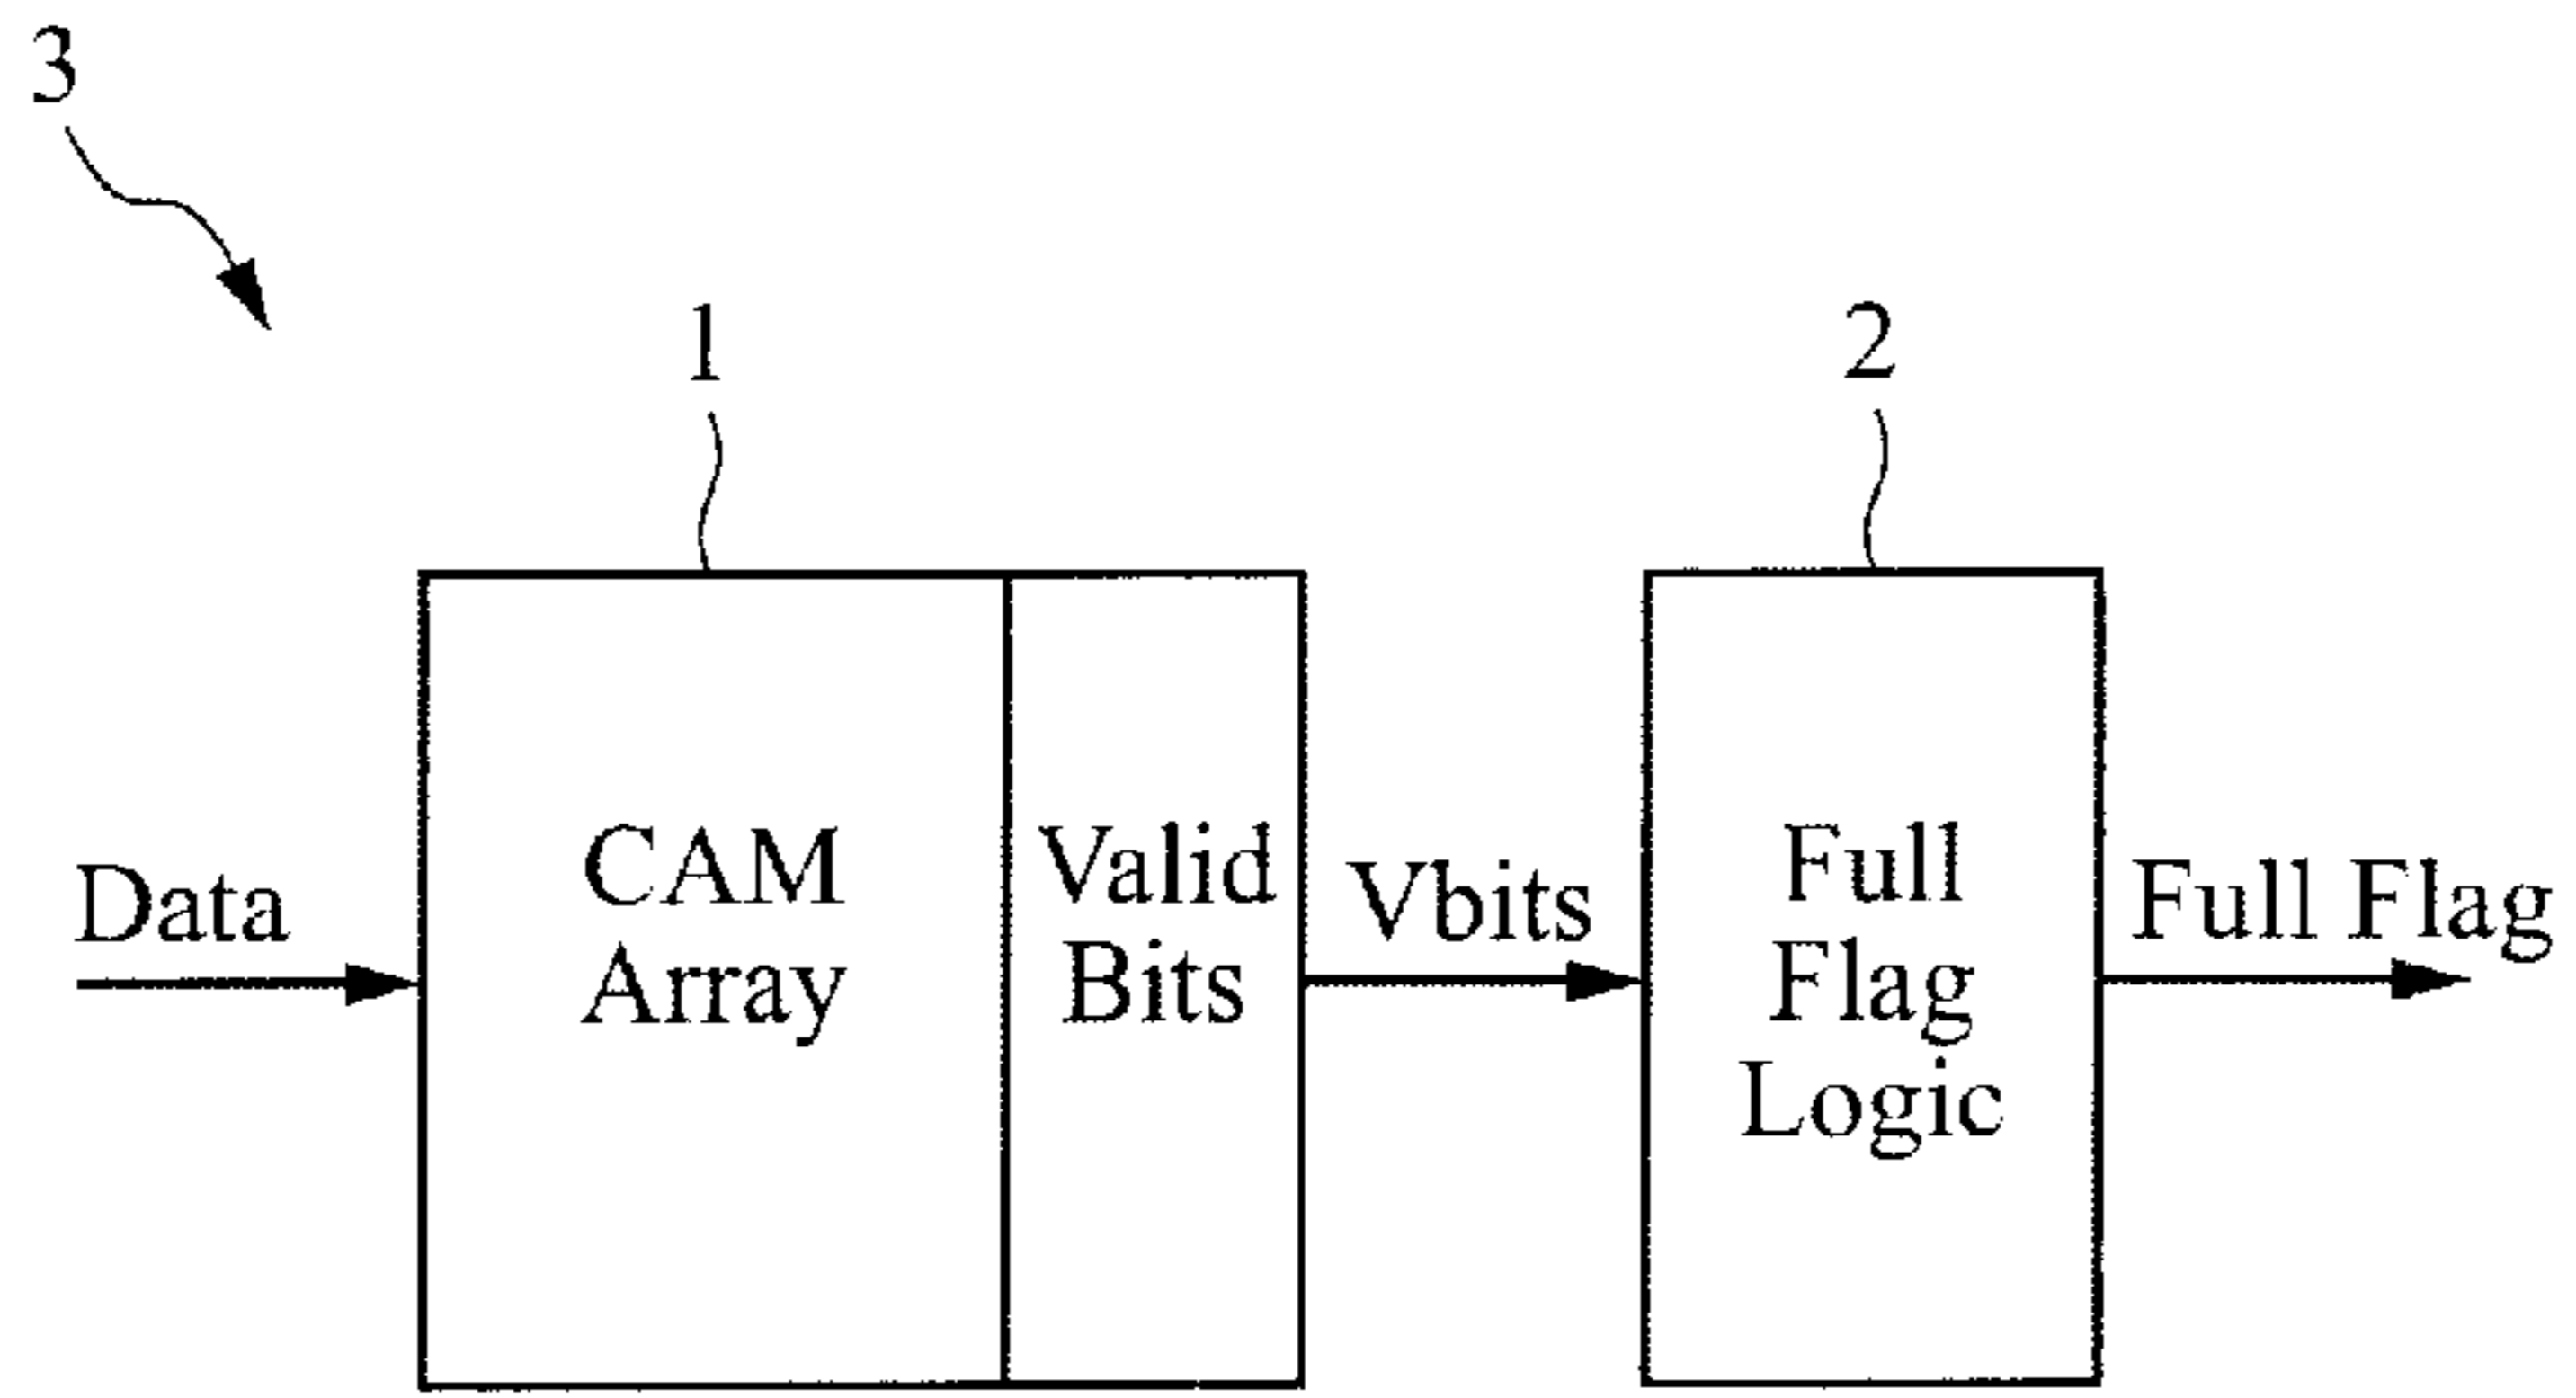 3
1
2
Data
CAM
Array
Valid
Bits
Vbits
Full
Flag
Logic
Full Flag